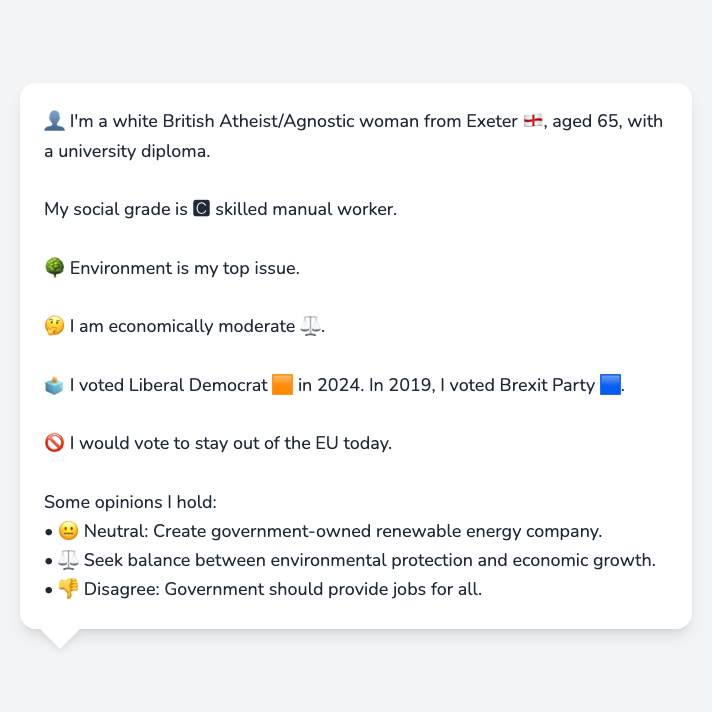 👤 I'm a white British Atheist/Agnostic woman from Exeter 🏴󠁧󠁢󠁥󠁮󠁧󠁿, aged 65, with
a university diploma.
My social grade is 🅲 skilled manual worker.
🌳 Environment is my top issue.
🤔 I am economically moderate ⚖️.
🗳️ I voted Liberal Democrat 🟧 in 2024. In 2019, I voted Brexit Party 🟦.
🚫 I would vote to stay out of the EU today.
Some opinions I hold:
• 😐 Neutral: Create government-owned renewable energy company.
• ⚖️ Seek balance between environmental protection and economic growth.
• 👎 Disagree: Government should provide jobs for all.